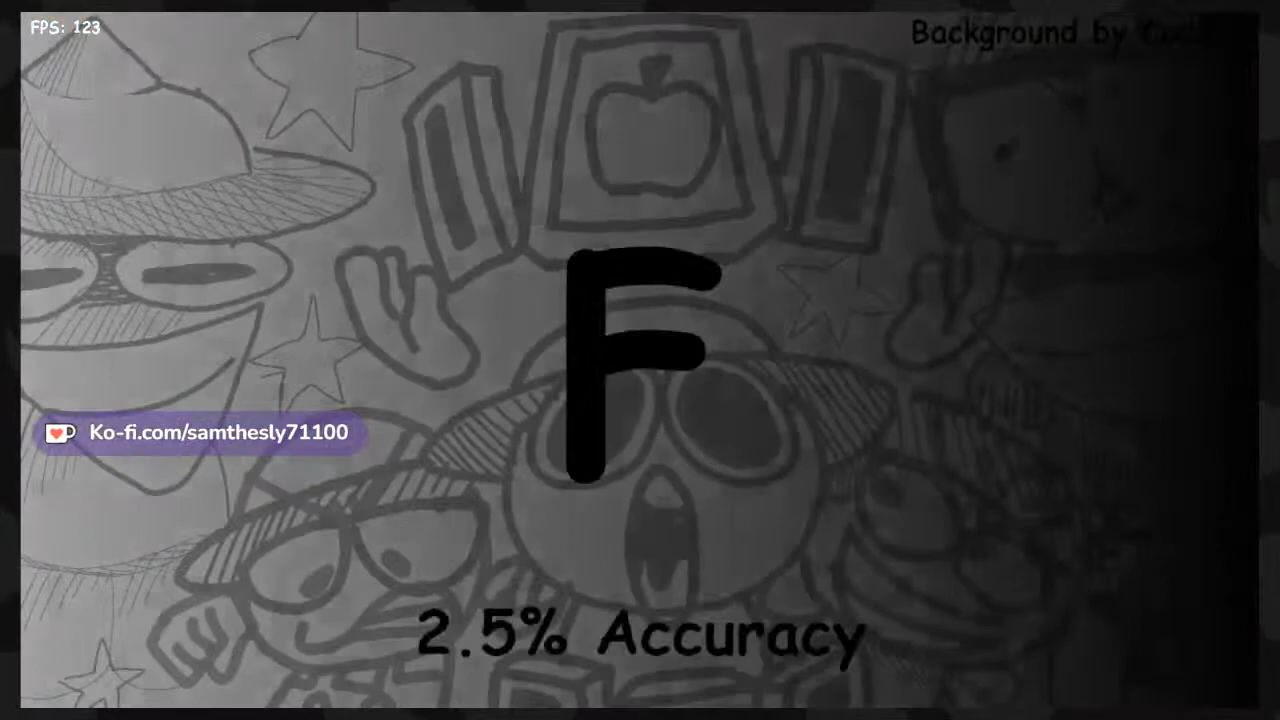 FPS: 123
Background by
F
Ko-fi.com/samthesly71100
2.5% Accuracy